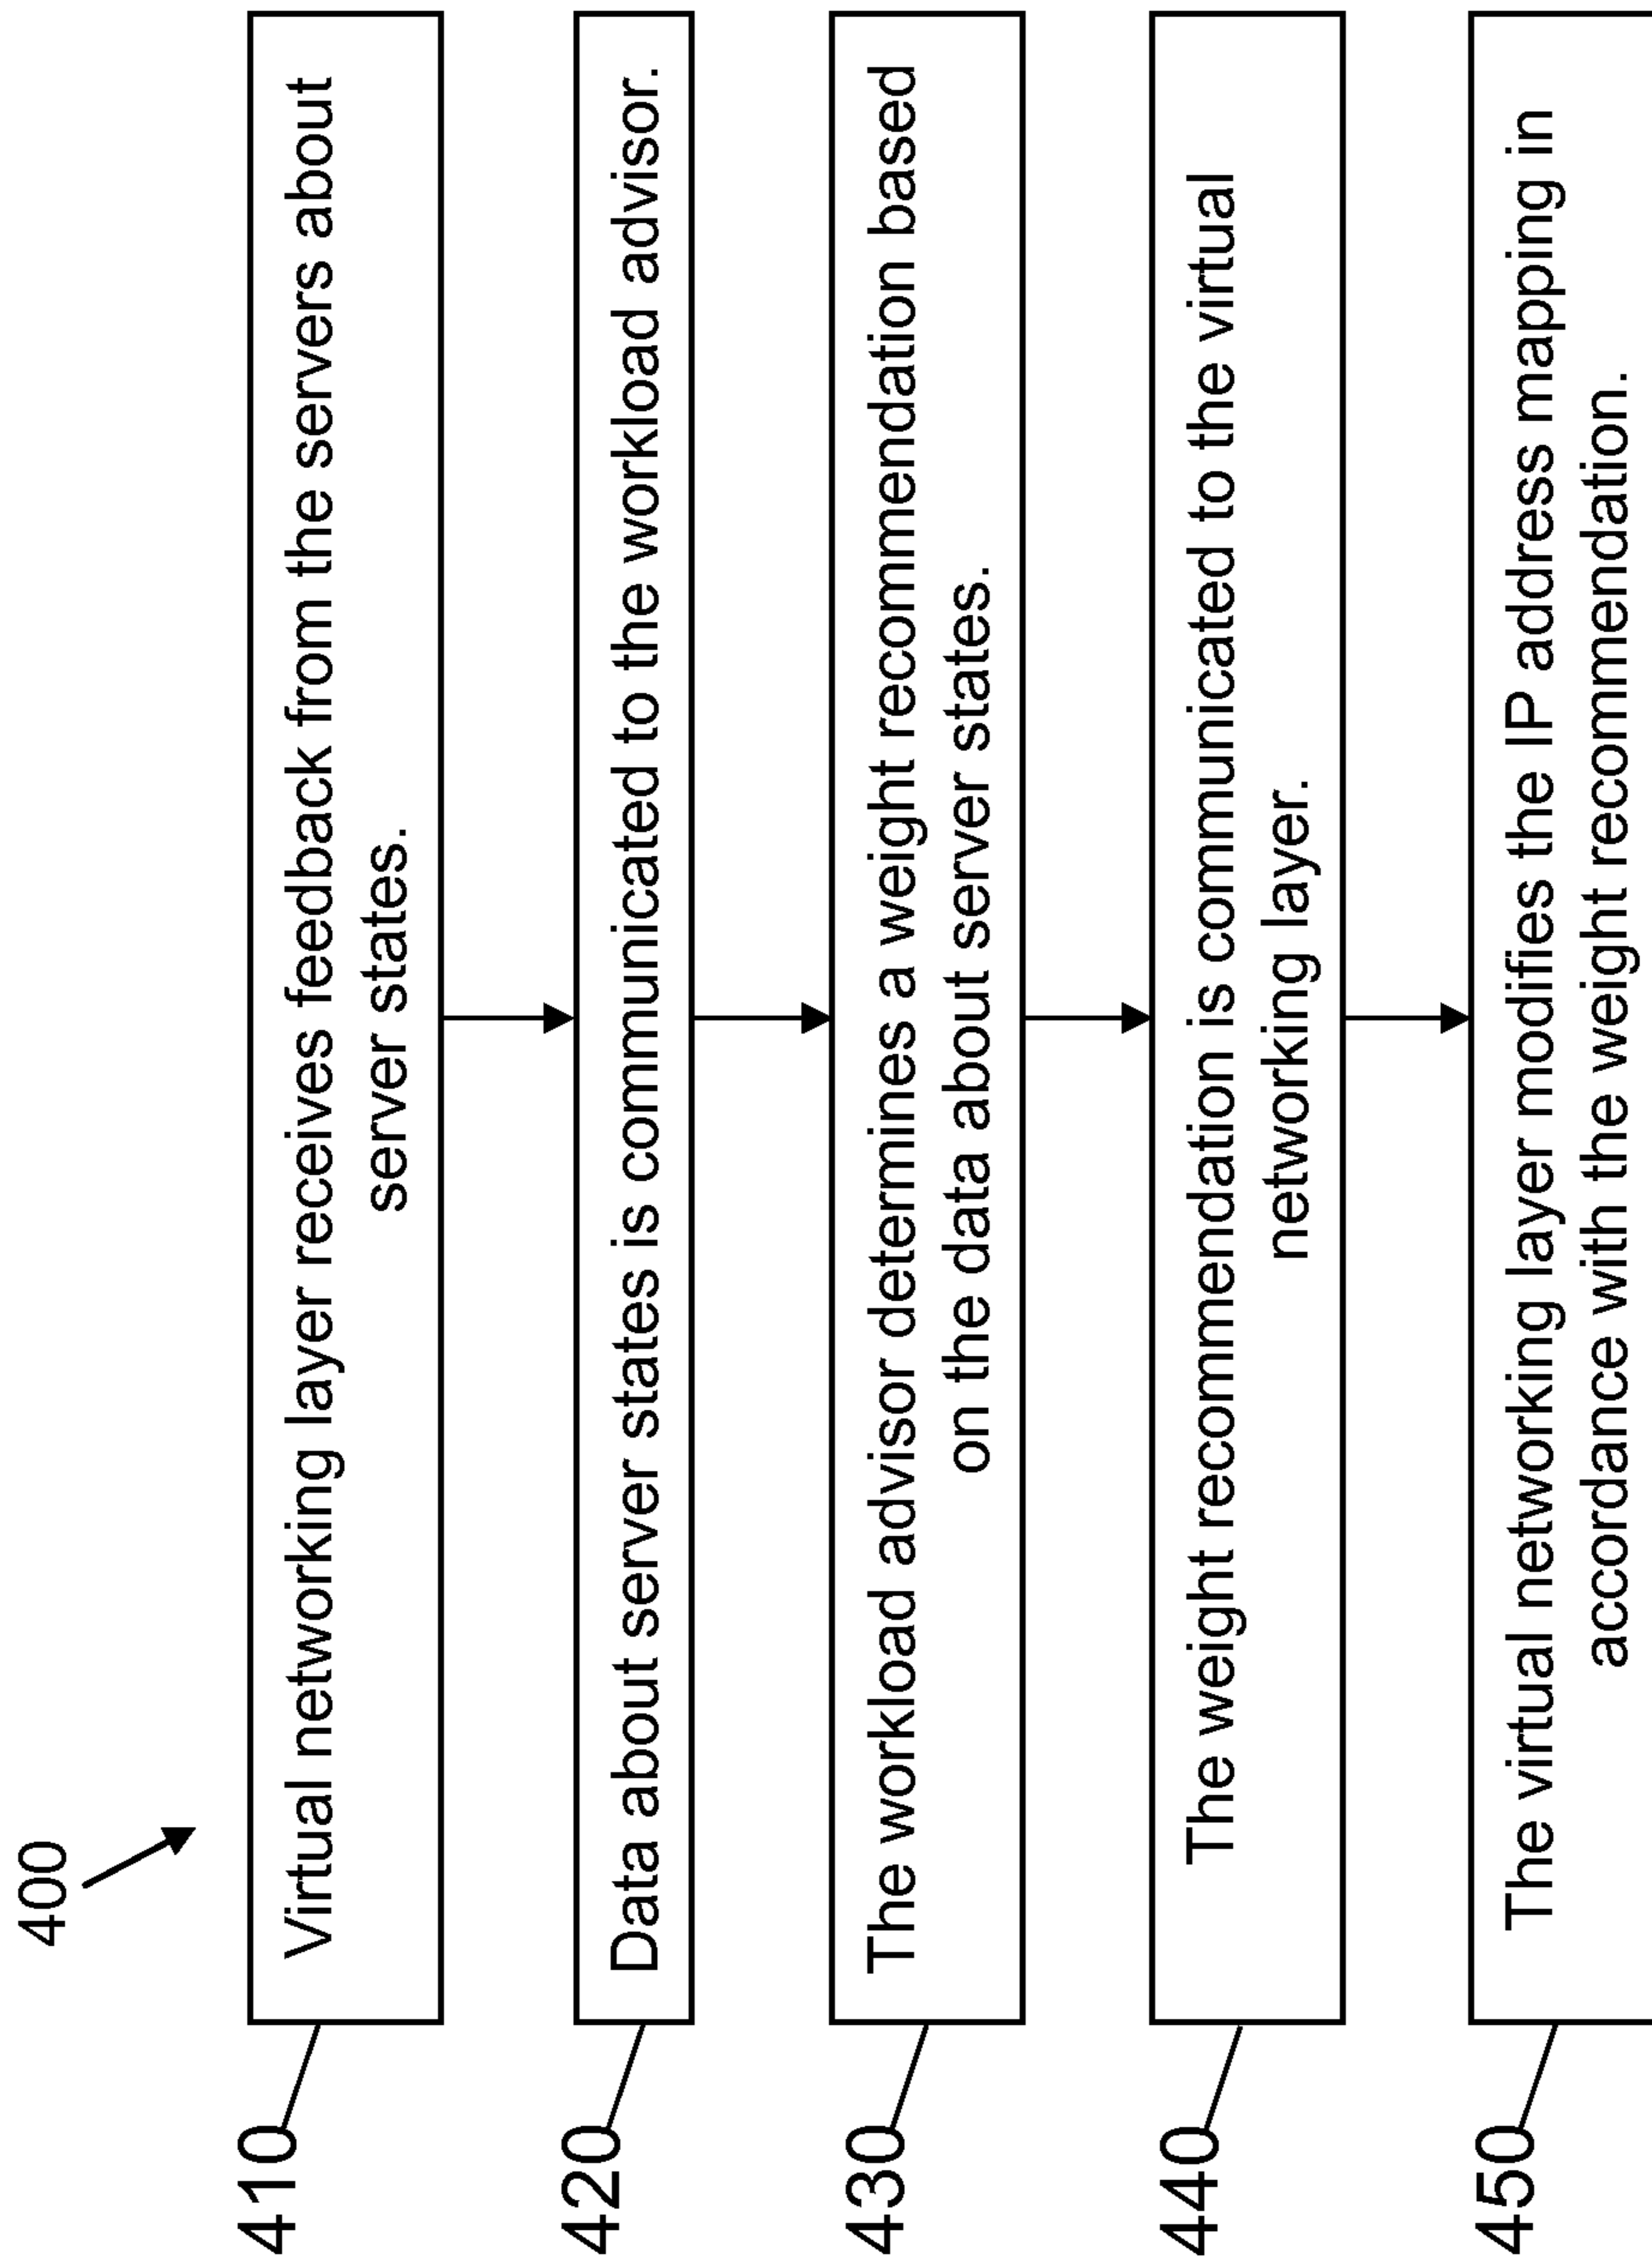 400
410
Virtual networking layer receives feedback from the servers about
server states.
420
Data about server states is communicated to the workload advisor.
430
The workload advisor determines a weight recommendation based
on the data about server states.
440
The weight recommendation is communicated to the virtual
networking layer.
450
The virtual networking layer modifies the IP address mapping in
accordance with the weight recommendation.